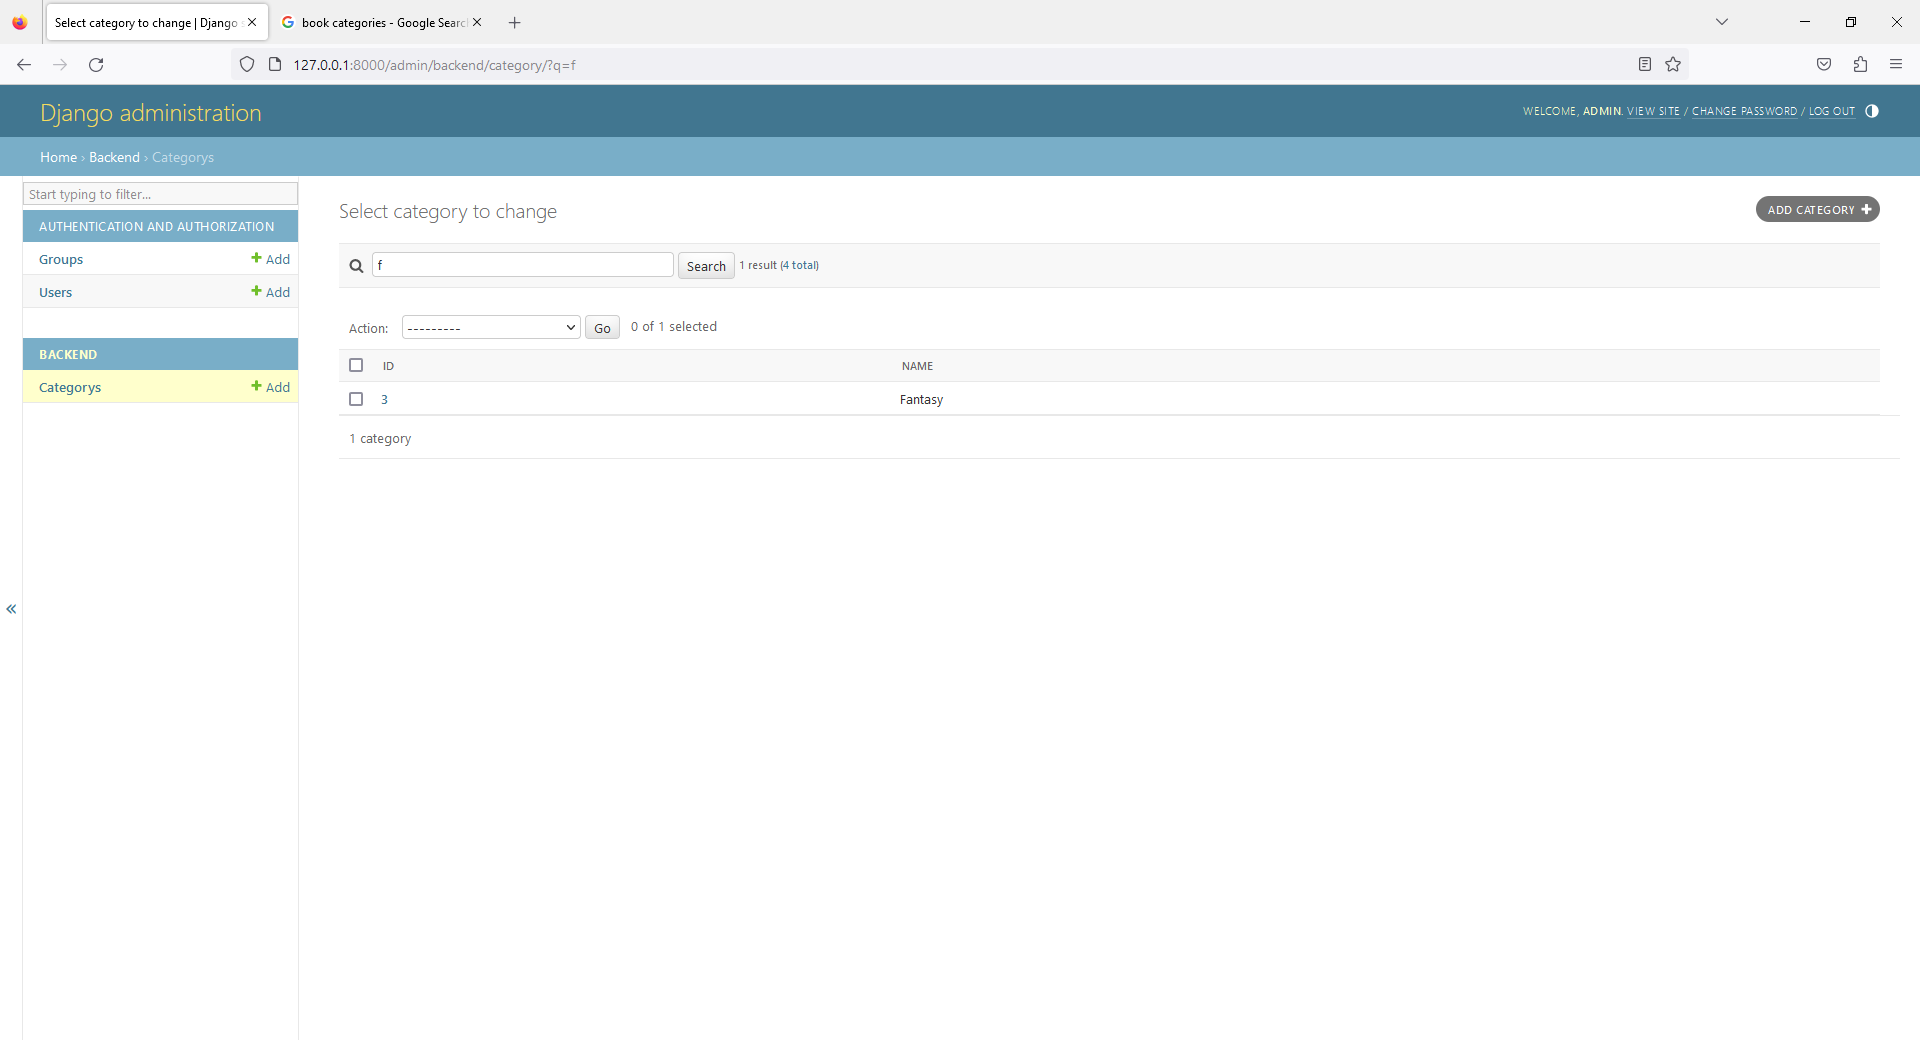 Select category to change | Django s
book categories - Google Searc
127.0.0.1:8000/admin/backend/category/?q=f
Django administration
WELCOME, ADMIN. VIEW SITE / CHANGE PASSWORD / LOG OUT
Home › Backend › Categorys
Start typing to filter...
AUTHENTICATION AND AUTHORIZATION
Groups + Add
Users + Add
BACKEND
Categorys + Add
«
Select category to change
ADD CATEGORY +
f Search 1 result (4 total)
Action: --------- Go 0 of 1 selected
ID NAME
3 Fantasy
1 category